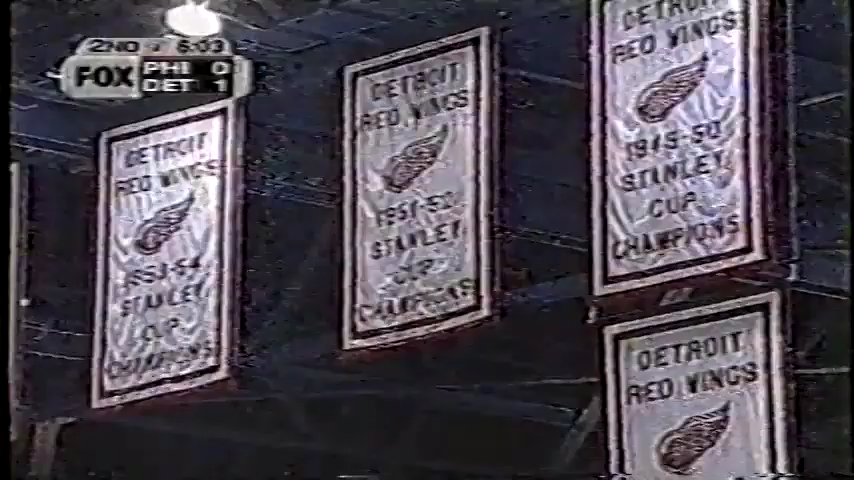 2ND 6:03
FOX
PHI 0
DET 1
DETROIT
RED WINGS
1953-54
STANLEY
CUP
CHAMPIONS
DETROIT
RED WINGS
1951-52
STANLEY
CUP
CHAMPIONS
DETROIT
RED WINGS
1949-50
STANLEY
CUP
CHAMPIONS
DETROIT
RED WINGS